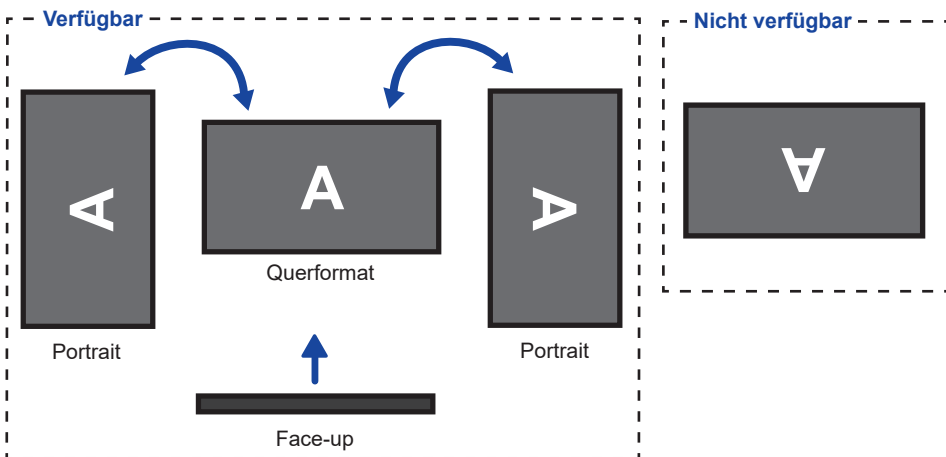 Verfügbar
Nicht verfügbar
A
A
A
A
Querformat
Portrait
Portrait
Face-up